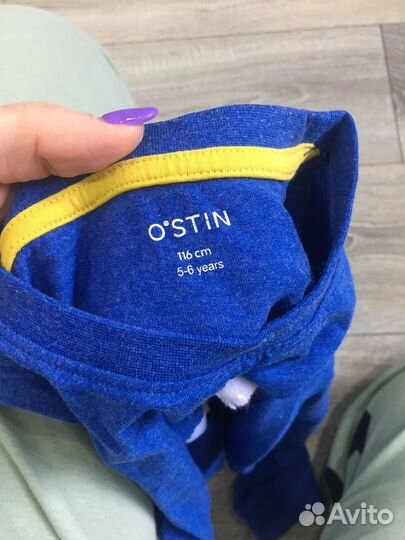 O'STIN
116 cm
5-6 years
Avito